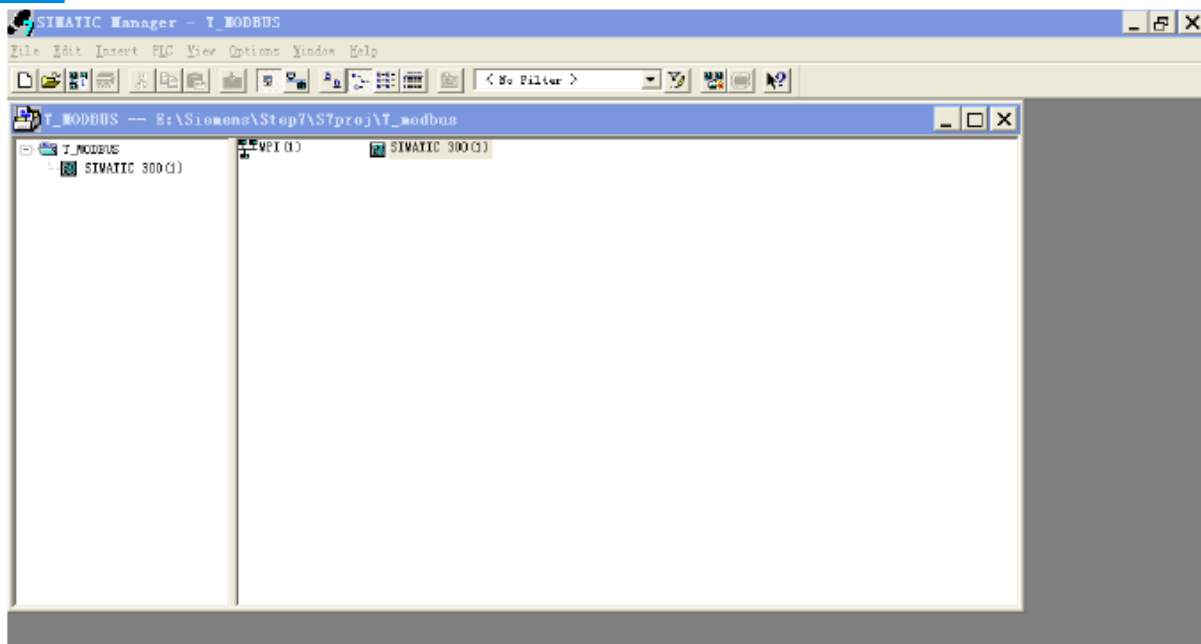 SIMATIC Manager - T_MODBUS
File Edit Insert PLC View Options Window Help
< No Filter >
T_MODBUS -- E:\Siemens\Step7\S7proj\T_modbus
T_MODBUS
SIMATIC 300(1)
MPI(1)
SIMATIC 300(1)